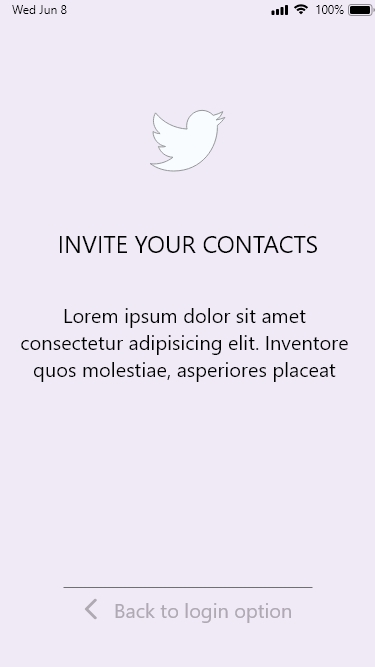 Wed Jun 8 100%
INVITE YOUR CONTACTS
Lorem ipsum dolor sit amet
consectetur adipisicing elit. Inventore
quos molestiae, asperiores placeat
Back to login option